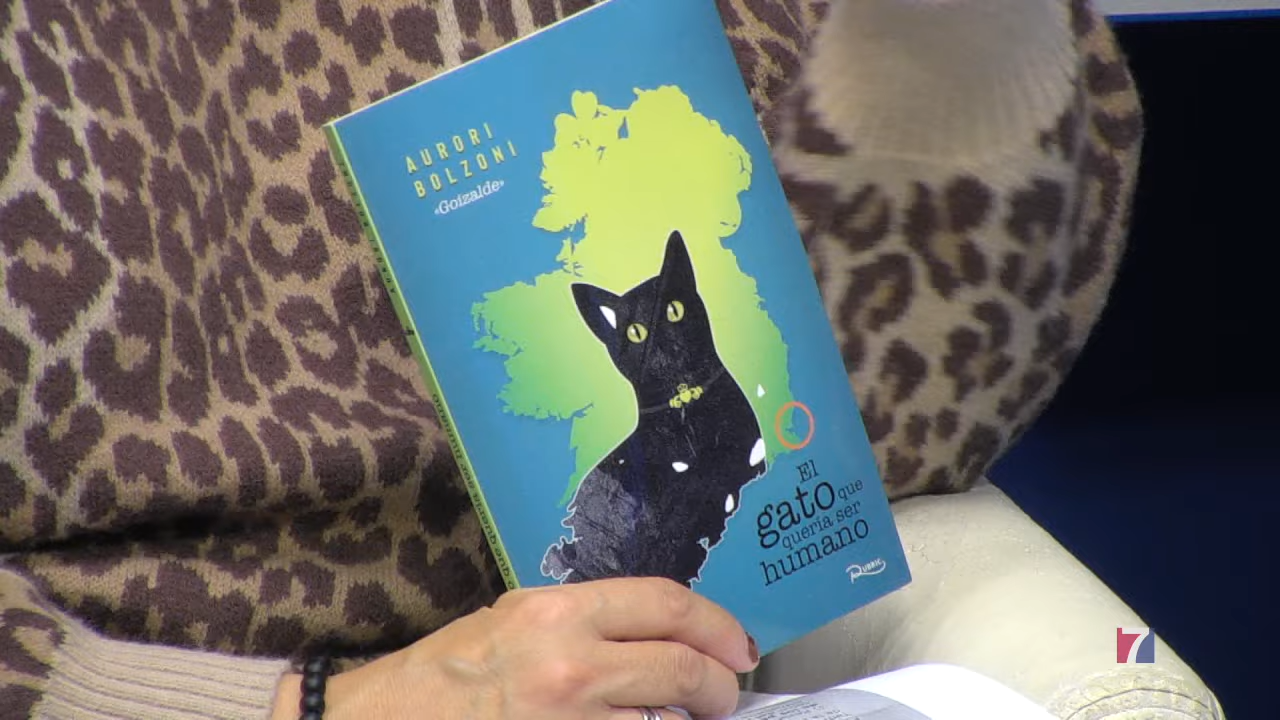 AURORI
BOLZONI
«Goizalde»
El
gato que
quería ser
humano
RUBRIC
7